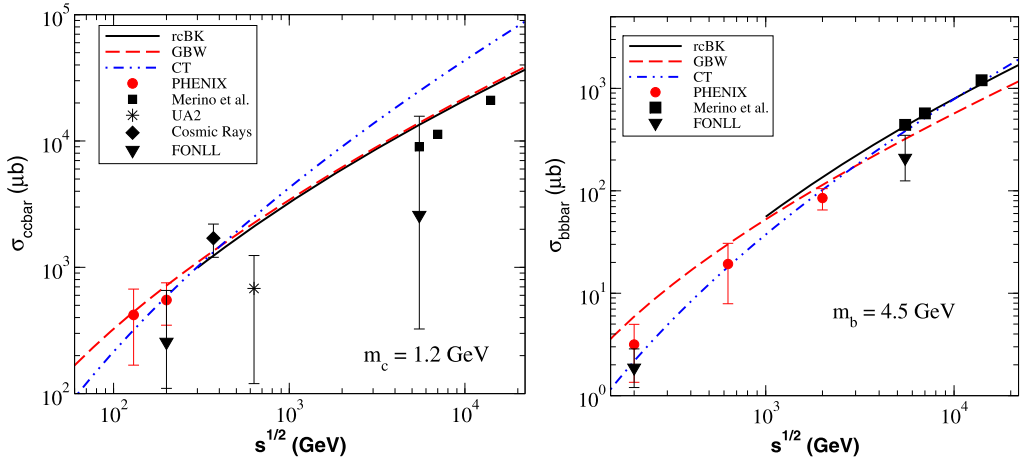 10^5
10^4
10^3
10^2
σ_ccbar (μb)
rcBK
GBW
CT
PHENIX
Merino et al.
UA2
Cosmic Rays
FONLL
m_c = 1.2 GeV
10^2
10^3
10^4
s^1/2 (GeV)
10^3
10^2
10^1
10^0
σ_bbbar (μb)
rcBK
GBW
CT
PHENIX
Merino et al.
FONLL
m_b = 4.5 GeV
10^3
10^4
s^1/2 (GeV)